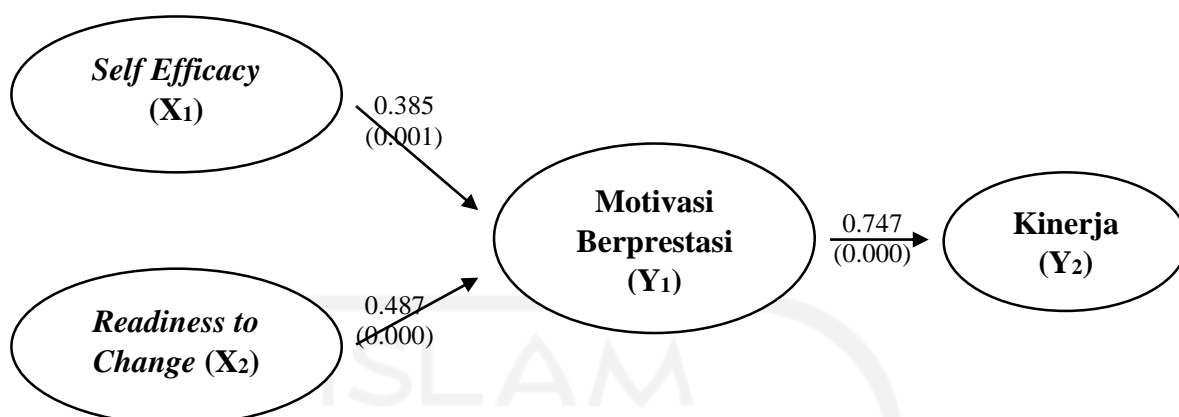 Self Efficacy
(X1)
0.385
(0.001)
Motivasi
Berprestasi
(Y1)
0.747
(0.000)
Kinerja
(Y2)
0.487
(0.000)
Readiness to
Change (X2)
ISLAM